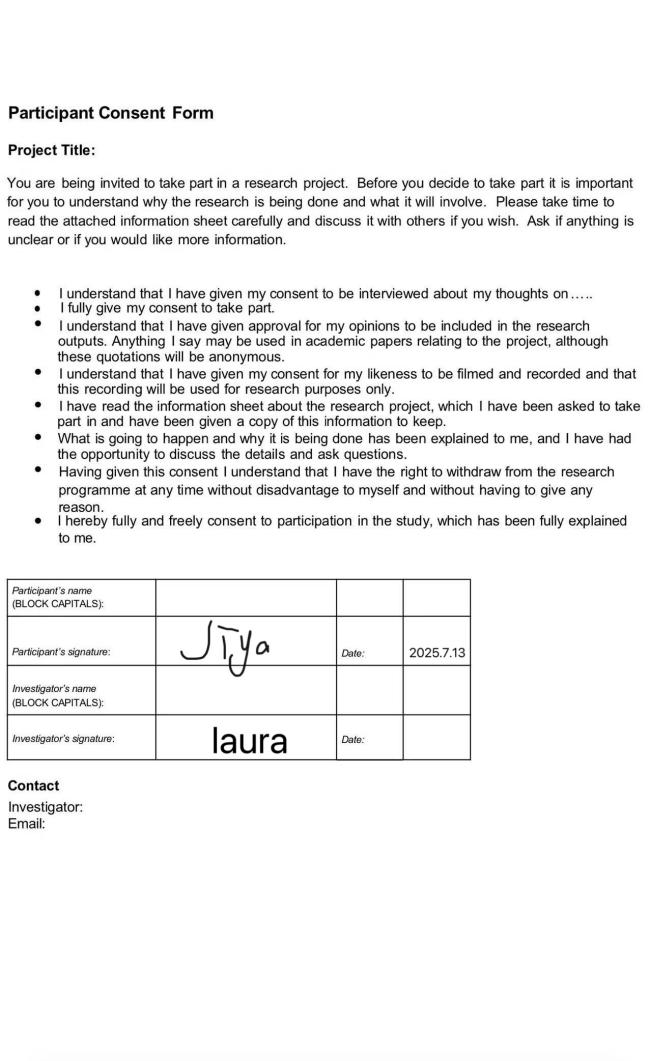 Participant Consent Form
Project Title:
You are being invited to take part in a research project. Before you decide to take part it is important
for you to understand why the research is being done and what it will involve. Please take time to
read the attached information sheet carefully and discuss it with others if you wish. Ask if anything is
unclear or if you would like more information.
• I understand that I have given my consent to be interviewed about my thoughts on…..
• I fully give my consent to take part.
• I understand that I have given approval for my opinions to be included in the research
outputs. Anything I say may be used in academic papers relating to the project, although
these quotations will be anonymous.
• I understand that I have given my consent for my likeness to be filmed and recorded and that
this recording will be used for research purposes only.
• I have read the information sheet about the research project, which I have been asked to take
part in and have been given a copy of this information to keep.
• What is going to happen and why it is being done has been explained to me, and I have had
the opportunity to discuss the details and ask questions.
• Having given this consent I understand that I have the right to withdraw from the research
programme at any time without disadvantage to myself and without having to give any
reason.
• I hereby fully and freely consent to participation in the study, which has been fully explained
to me.
Participant's name
(BLOCK CAPITALS):
Participant's signature: Jiya Date: 2025.7.13
Investigator's name
(BLOCK CAPITALS):
Investigator's signature: laura Date:
Contact
Investigator:
Email: